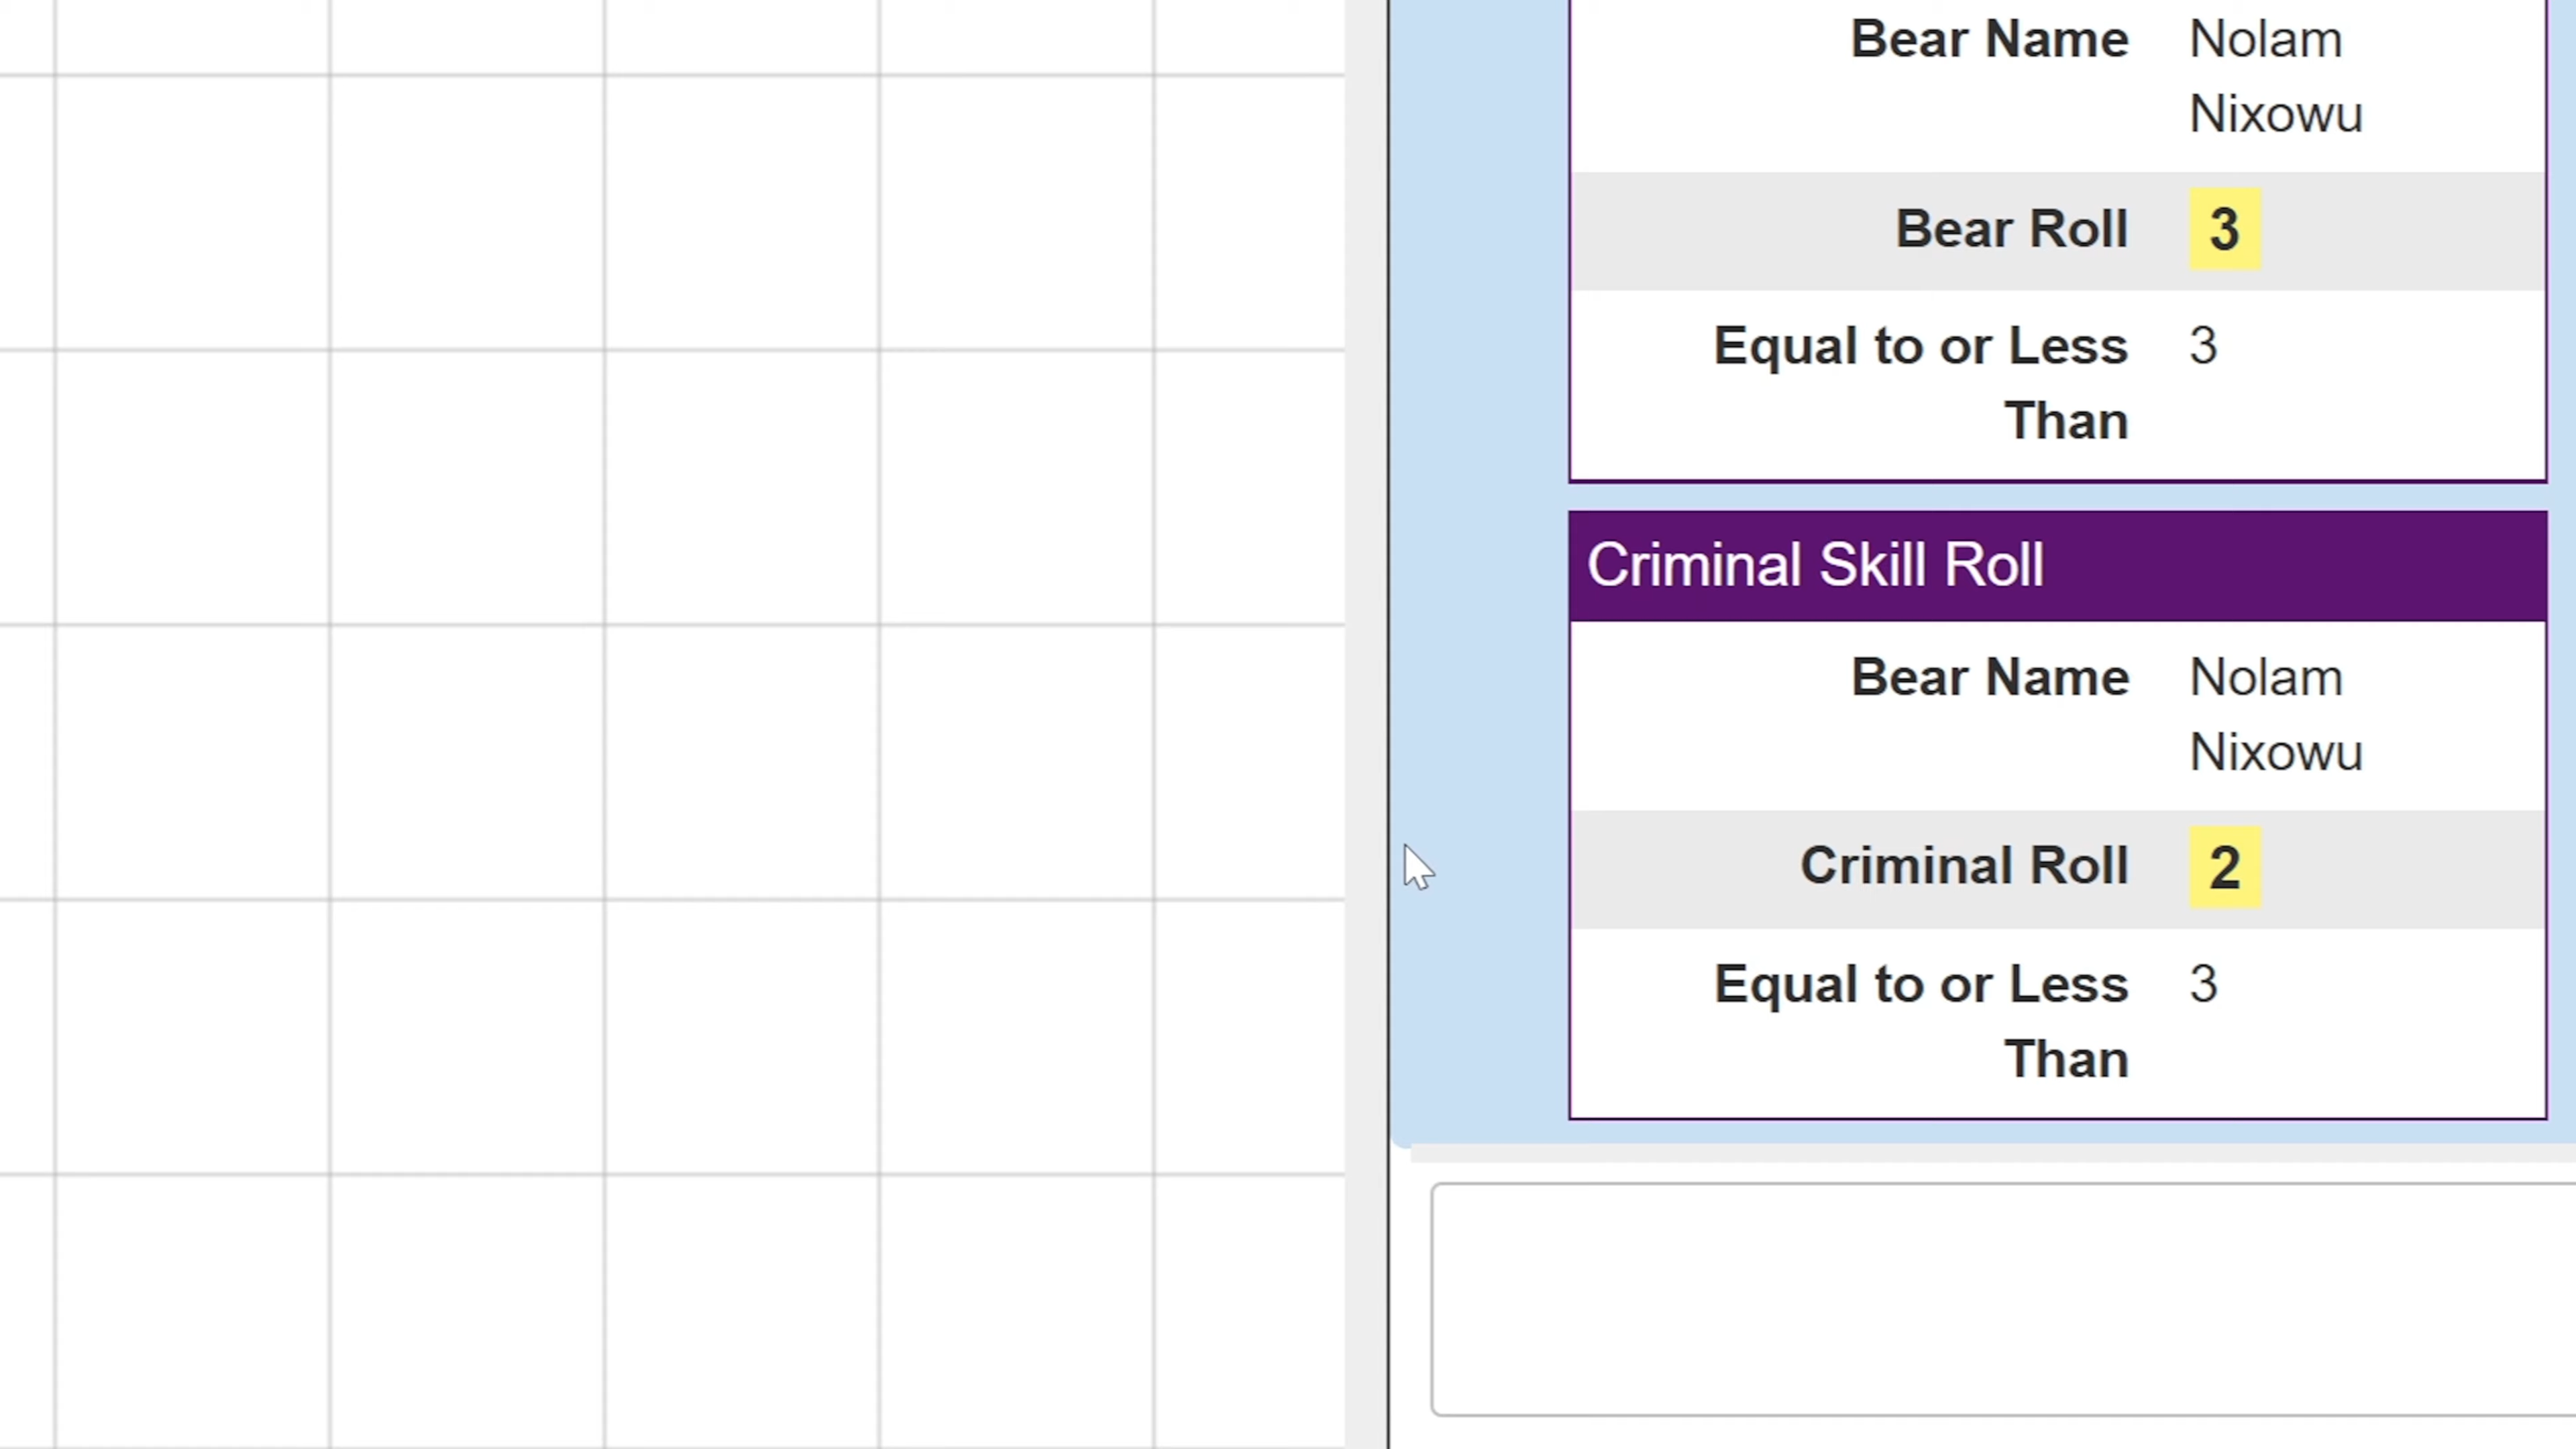 Bear Name Nolam
Nixowu
Bear Roll 3
Equal to or Less 3
Than
Criminal Skill Roll
Bear Name Nolam
Nixowu
Criminal Roll 2
Equal to or Less 3
Than